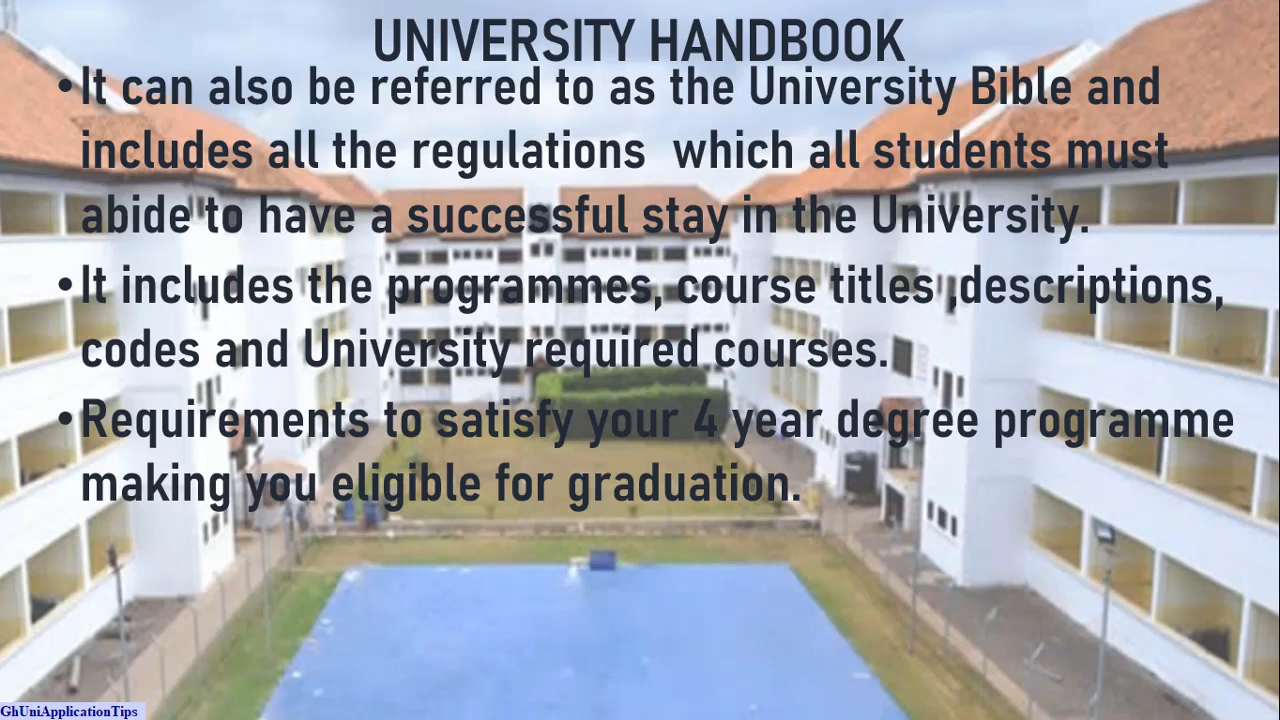 UNIVERSITY HANDBOOK
•It can also be referred to as the University Bible and
includes all the regulations  which all students must
abide to have a successful stay in the University.
•It includes the programmes, course titles ,descriptions,
codes and University required courses.
•Requirements to satisfy your 4 year degree programme
making you eligible for graduation.
GhUniApplicationTips